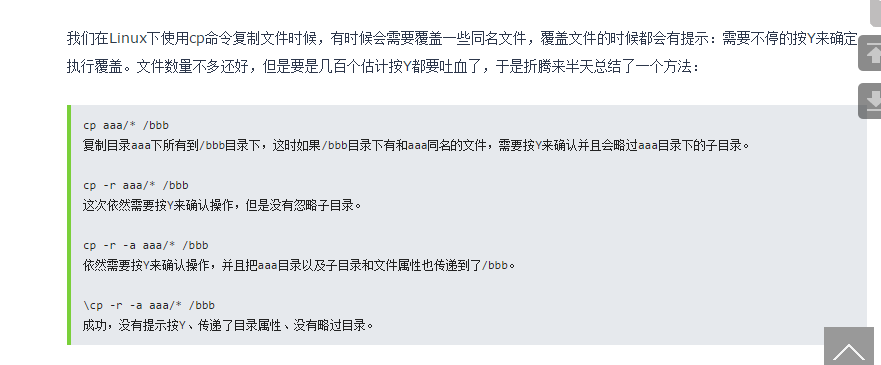 我们在Linux下使用cp命令复制文件时候，有时候会需要覆盖一些同名文件，覆盖文件的时候都会有提示：需要不停的按Y来确定
执行覆盖。文件数量不多还好，但是要是几百个估计按Y都要吐血了，于是折腾来半天总结了一个方法：
cp aaa/* /bbb
复制目录aaa下所有到/bbb目录下，这时如果/bbb目录下有和aaa同名的文件，需要按Y来确认并且会略过aaa目录下的子目录。
cp -r aaa/* /bbb
这次依然需要按Y来确认操作，但是没有忽略子目录。
cp -r -a aaa/* /bbb
依然需要按Y来确认操作，并且把aaa目录以及子目录和文件属性也传递到了/bbb。
\cp -r -a aaa/* /bbb
成功，没有提示按Y、传递了目录属性、没有略过目录。